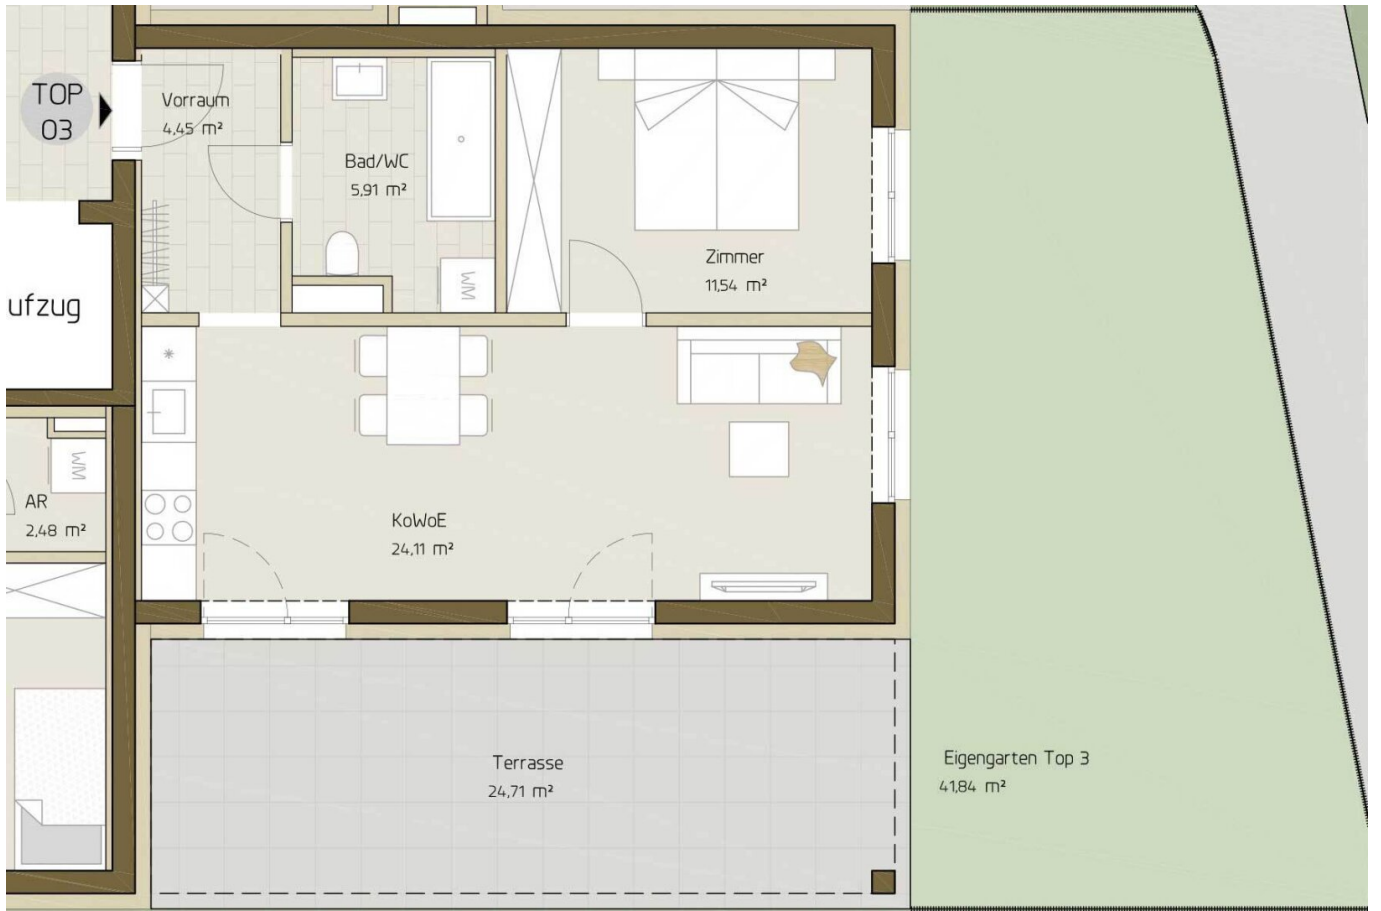 TOP
03
Vorraum
4,45 m²
Bad/WC
5,91 m²
WM
Zimmer
11,54 m²
ufzug
WM
AR
2,48 m²
KoWoE
24,11 m²
Terrasse
24,71 m²
Eigengarten Top 3
41,84 m²